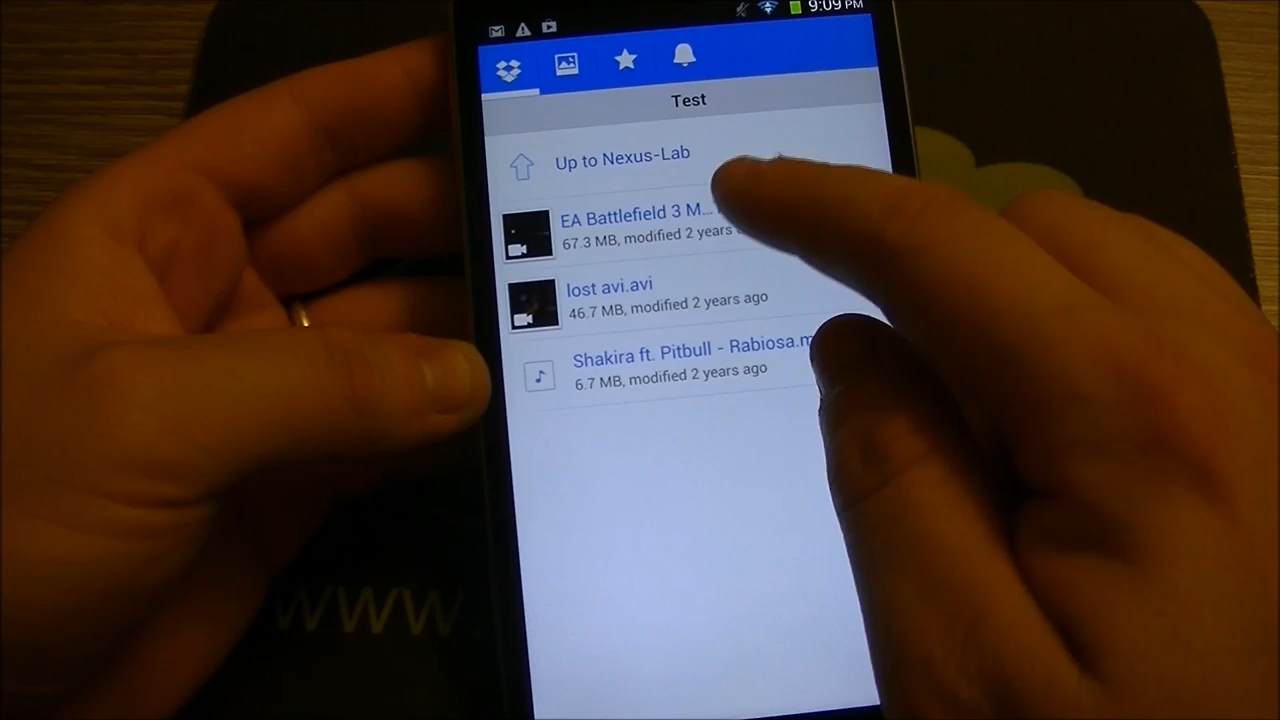 9:09 PM
Test
Up to Nexus-Lab
EA Battlefield 3 M...
67.3 MB, modified 2 years
lost avi.avi
46.7 MB, modified 2 years ago
Shakira ft. Pitbull - Rabiosa.m
6.7 MB, modified 2 years ago
www.